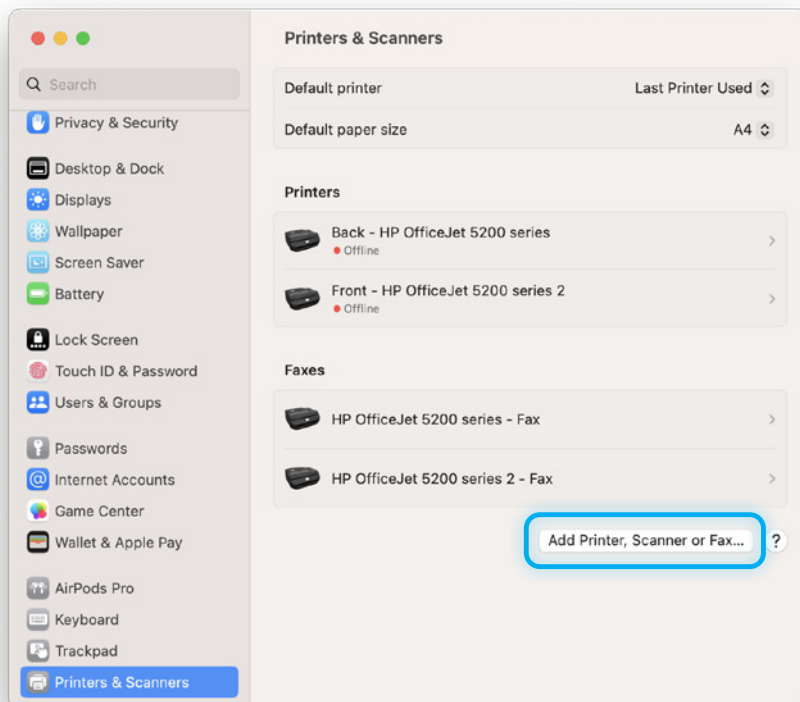 Printers & Scanners
Search
Privacy & Security
Desktop & Dock
Displays
Wallpaper
Screen Saver
Battery
Lock Screen
Touch ID & Password
Users & Groups
Passwords
Internet Accounts
Game Center
Wallet & Apple Pay
AirPods Pro
Keyboard
Trackpad
Printers & Scanners
Default printer Last Printer Used
Default paper size A4
Printers
Back - HP OfficeJet 5200 series
Offline
Front - HP OfficeJet 5200 series 2
Offline
Faxes
HP OfficeJet 5200 series - Fax
HP OfficeJet 5200 series 2 - Fax
Add Printer, Scanner or Fax... ?